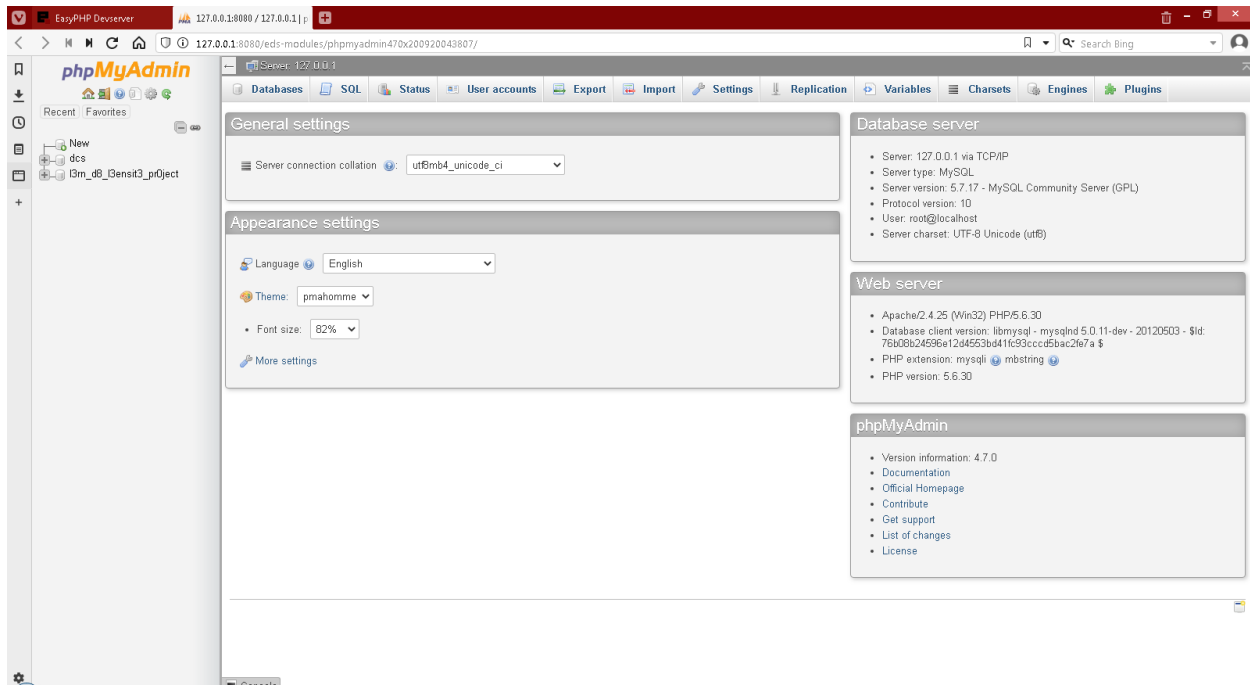 EasyPHP Devserver
127.0.0.1:8080 / 127.0.0.1 | p
127.0.0.1:8080/eds-modules/phpmyadmin470x200920043807/
Search Bing
phpMyAdmin
Recent Favorites
New
dcs
l3rn_d8_l3ensit3_pr0ject
Server: 127.0.0.1
Databases SQL Status User accounts Export Import Settings Replication Variables Charsets Engines Plugins
General settings
Server connection collation : utf8mb4_unicode_ci
Appearance settings
Language English
Theme: pmahomme
• Font size: 82%
More settings
Database server
• Server: 127.0.0.1 via TCP/IP
• Server type: MySQL
• Server version: 5.7.17 - MySQL Community Server (GPL)
• Protocol version: 10
• User: root@localhost
• Server charset: UTF-8 Unicode (utf8)
Web server
• Apache/2.4.25 (Win32) PHP/5.6.30
• Database client version: libmysql - mysqlnd 5.0.11-dev - 20120503 - $Id:
76b08b24596e12d4553bd41fc93cccd5bac2fe7a $
• PHP extension: mysqli mbstring
• PHP version: 5.6.30
phpMyAdmin
• Version information: 4.7.0
• Documentation
• Official Homepage
• Contribute
• Get support
• List of changes
• License
Console